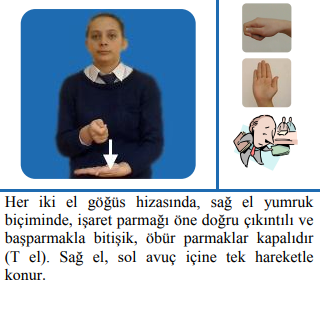 Her iki el göğüs hizasında, sağ el yumruk
biçiminde, işaret parmağı öne doğru çıkıntılı ve
başparmakla bitişik, öbür parmaklar kapalıdır
(T el). Sağ el, sol avuç içine tek hareketle
konur.